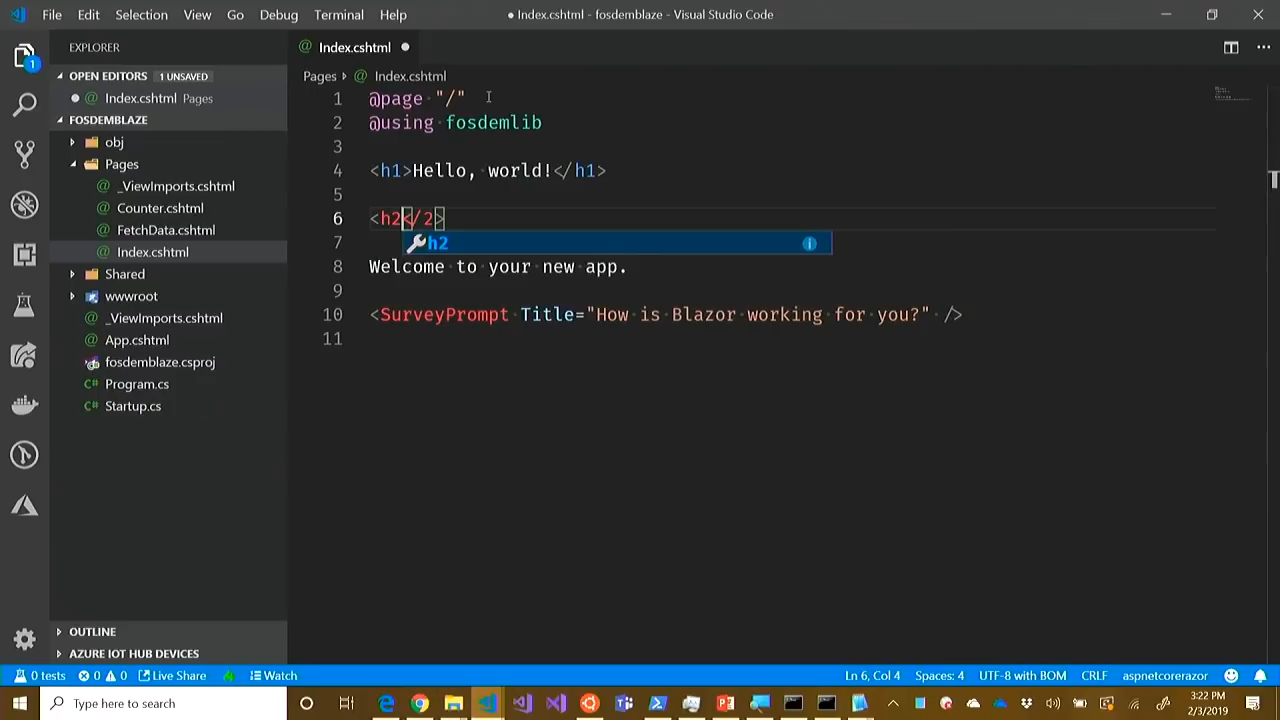 File Edit Selection View Go Debug Terminal Help
● Index.cshtml - fosdemblaze - Visual Studio Code
EXPLORER
OPEN EDITORS 1 UNSAVED
Index.cshtml Pages
FOSDEMBLAZE
obj
Pages
_ViewImports.cshtml
Counter.cshtml
FetchData.cshtml
Index.cshtml
Shared
wwwroot
_ViewImports.cshtml
App.cshtml
fosdemblaze.csproj
C# Program.cs
C# Startup.cs
OUTLINE
AZURE IOT HUB DEVICES
1
@ Index.cshtml
Pages @ Index.cshtml
1 @page "/"
2 @using fosdemlib
3
4 <h1>Hello, world!</h1>
5
6 <h2</2>
h2
7
8 Welcome to your new app.
9
10 <SurveyPrompt Title="How is Blazor working for you?" />
11
0 tests 0 0 Live Share Watch
Ln 6, Col 4 Spaces: 4 UTF-8 with BOM CRLF aspnetcorerazor
Type here to search
3:22 PM
2/3/2019